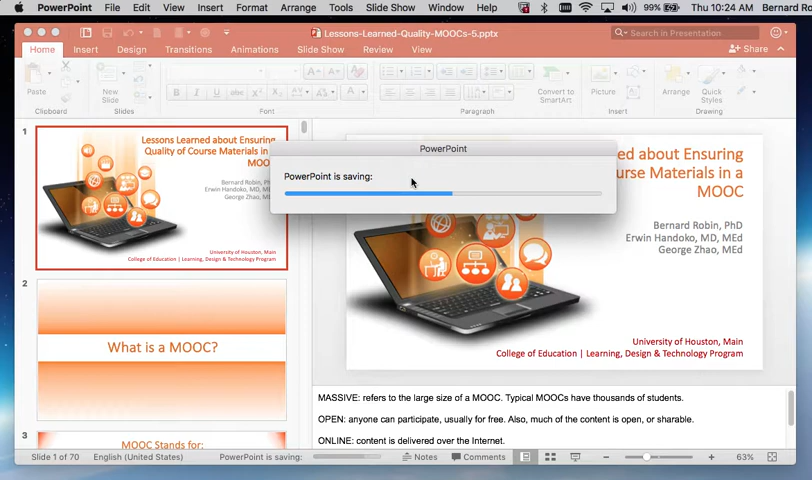 PowerPoint File Edit View Insert Format Arrange Tools Slide Show Window Help 99% Thu 10:24 AM Bernard Ro
Lessons-Learned-Quality-MOOCs-5.pptx
Search in Presentation
Home Insert Design Transitions Animations Slide Show Review View Share
Paste
New
Slide
B I U abc X X A
Convert to
SmartArt
Picture
Arrange Quick
Styles
Clipboard Slides Font Paragraph Insert Drawing
PowerPoint
PowerPoint is saving:
1
Lessons Learned about Ensuring
Quality of Course Materials in a
MOO
Bernard Robin, Ph
Erwin Handoko, MD, ME
George Zhao, Me
University of Houston, Main
College of Education | Learning, Design & Technology Program
2
What is a MOOC?
3
MOOC Stands for:
ed about Ensuring
urse Materials in a
MOOC
Bernard Robin, PhD
Erwin Handoko, MD, MEd
George Zhao, MEd
University of Houston, Main
College of Education | Learning, Design & Technology Program
MASSIVE: refers to the large size of a MOOC. Typical MOOCs have thousands of students.
OPEN: anyone can participate, usually for free. Also, much of the content is open, or sharable.
ONLINE: content is delivered over the Internet.
Slide 1 of 70 English (United States) PowerPoint is saving: Notes Comments 63%